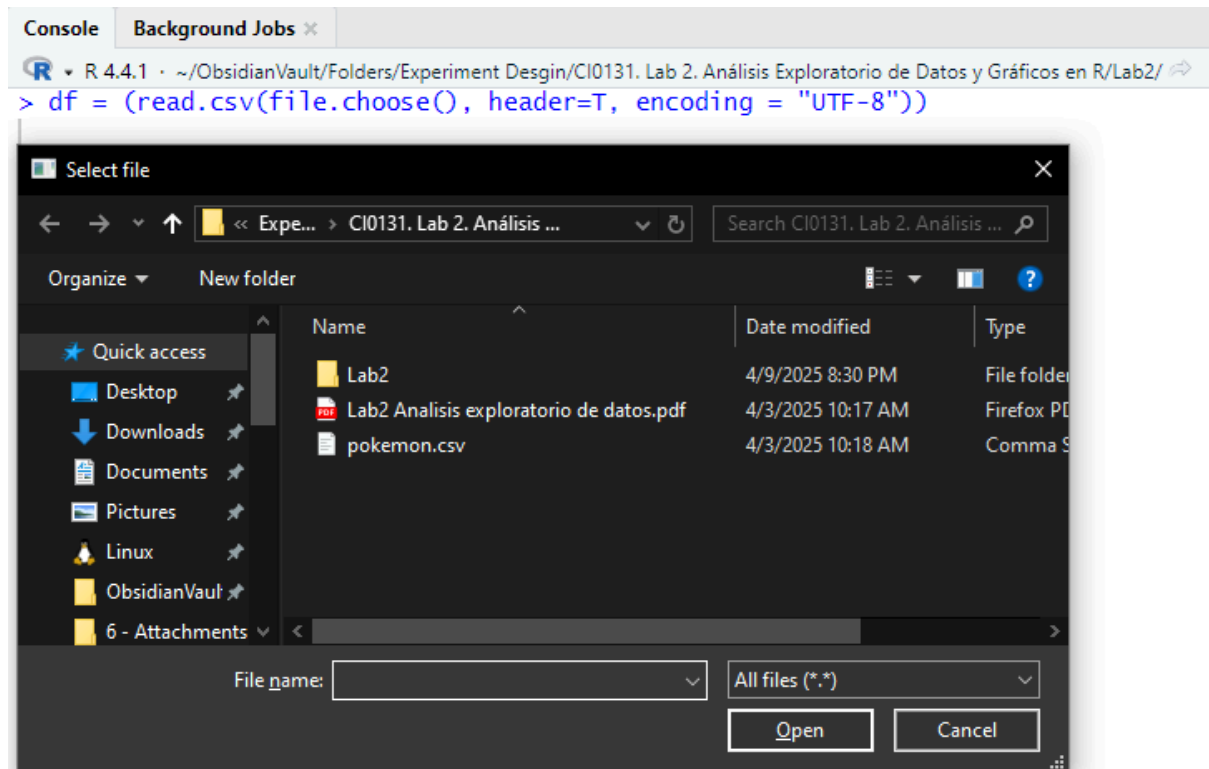 Console Background Jobs
R 4.4.1 · ~/ObsidianVault/Folders/Experiment Desgin/CI0131. Lab 2. Análisis Exploratorio de Datos y Gráficos en R/Lab2/
> df = (read.csv(file.choose(), header=T, encoding = "UTF-8"))
Select file
« Expe... › CI0131. Lab 2. Análisis ... Search CI0131. Lab 2. Análisis ...
Organize New folder
Name Date modified Type
Quick access
Lab2 4/9/2025 8:30 PM File folder
Desktop
Lab2 Analisis exploratorio de datos.pdf 4/3/2025 10:17 AM Firefox PD
Downloads
pokemon.csv 4/3/2025 10:18 AM Comma S
Documents
Pictures
Linux
ObsidianVault
6 - Attachments
File name: All files (*.*)
Open Cancel